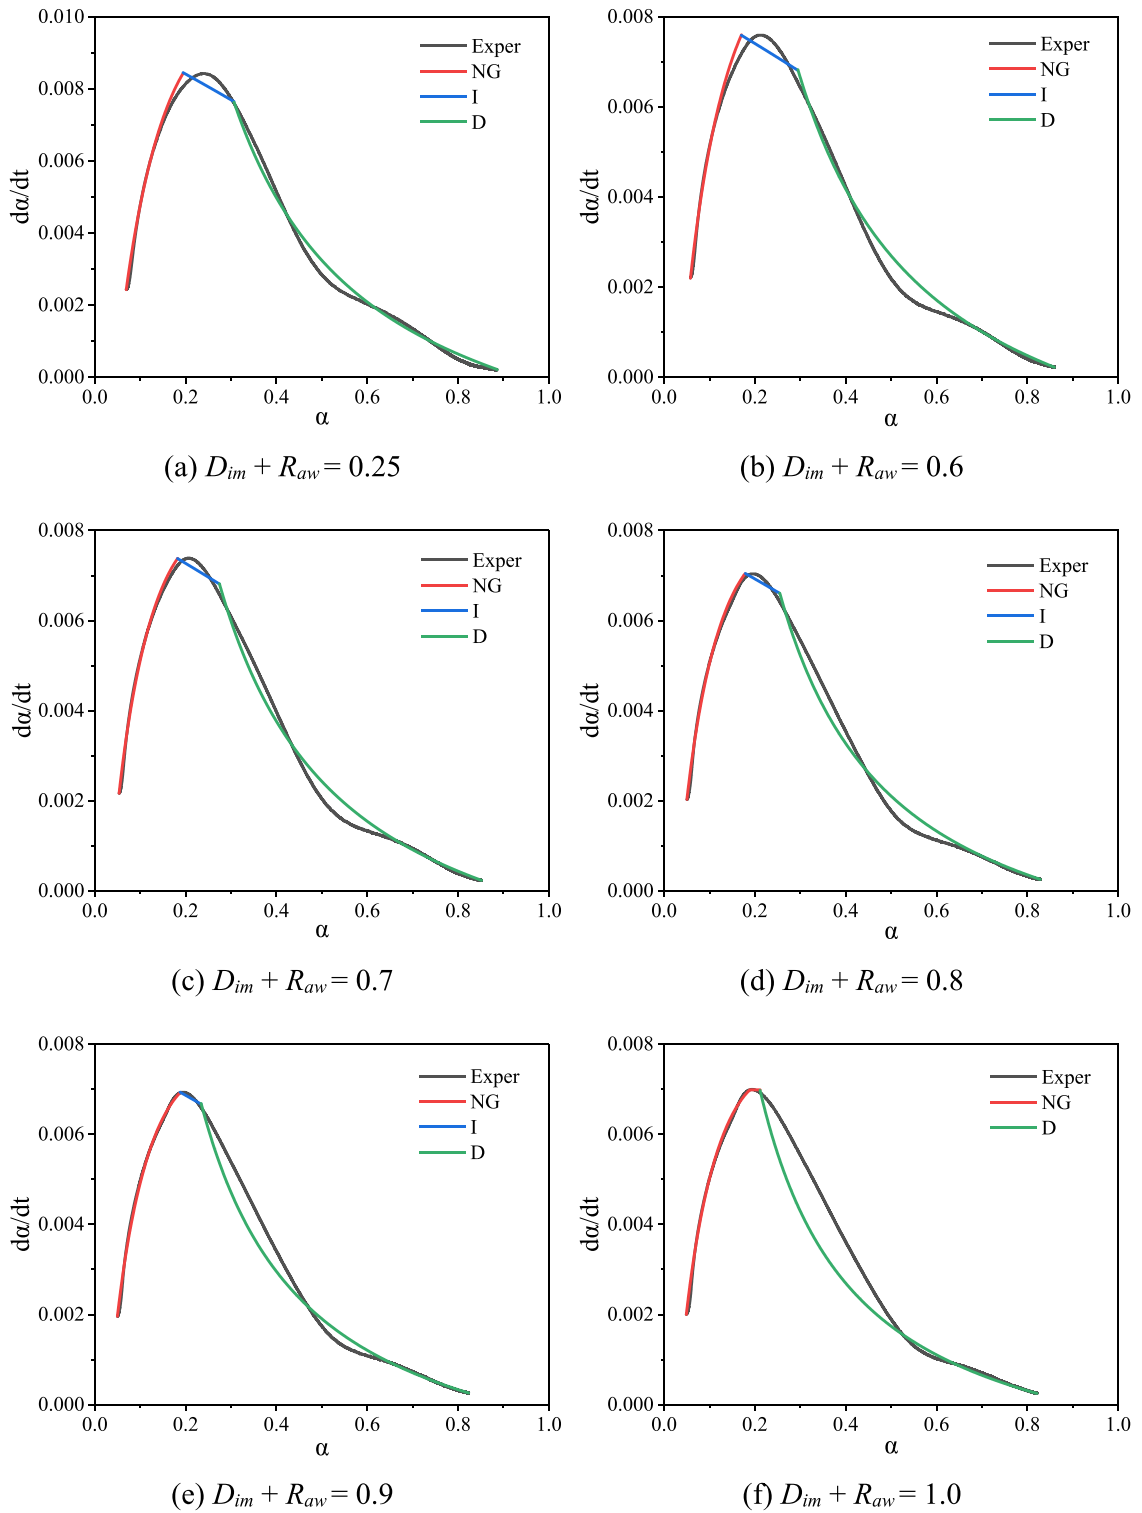 0.010
0.008
0.006
0.004
0.002
0.000
0.0 0.2 0.4 0.6 0.8 1.0
dα/dt
α
Exper
NG
I
D
(a) Dim + Raw = 0.25
0.008
0.006
0.004
0.002
0.000
0.0 0.2 0.4 0.6 0.8 1.0
dα/dt
α
Exper
NG
I
D
(b) Dim + Raw = 0.6
0.008
0.006
0.004
0.002
0.000
0.0 0.2 0.4 0.6 0.8 1.0
dα/dt
α
Exper
NG
I
D
(c) Dim + Raw = 0.7
0.008
0.006
0.004
0.002
0.000
0.0 0.2 0.4 0.6 0.8 1.0
dα/dt
α
Exper
NG
I
D
(d) Dim + Raw = 0.8
0.008
0.006
0.004
0.002
0.000
0.0 0.2 0.4 0.6 0.8 1.0
dα/dt
α
Exper
NG
I
D
(e) Dim + Raw = 0.9
0.008
0.006
0.004
0.002
0.000
0.0 0.2 0.4 0.6 0.8 1.0
dα/dt
α
Exper
NG
D
(f) Dim + Raw = 1.0